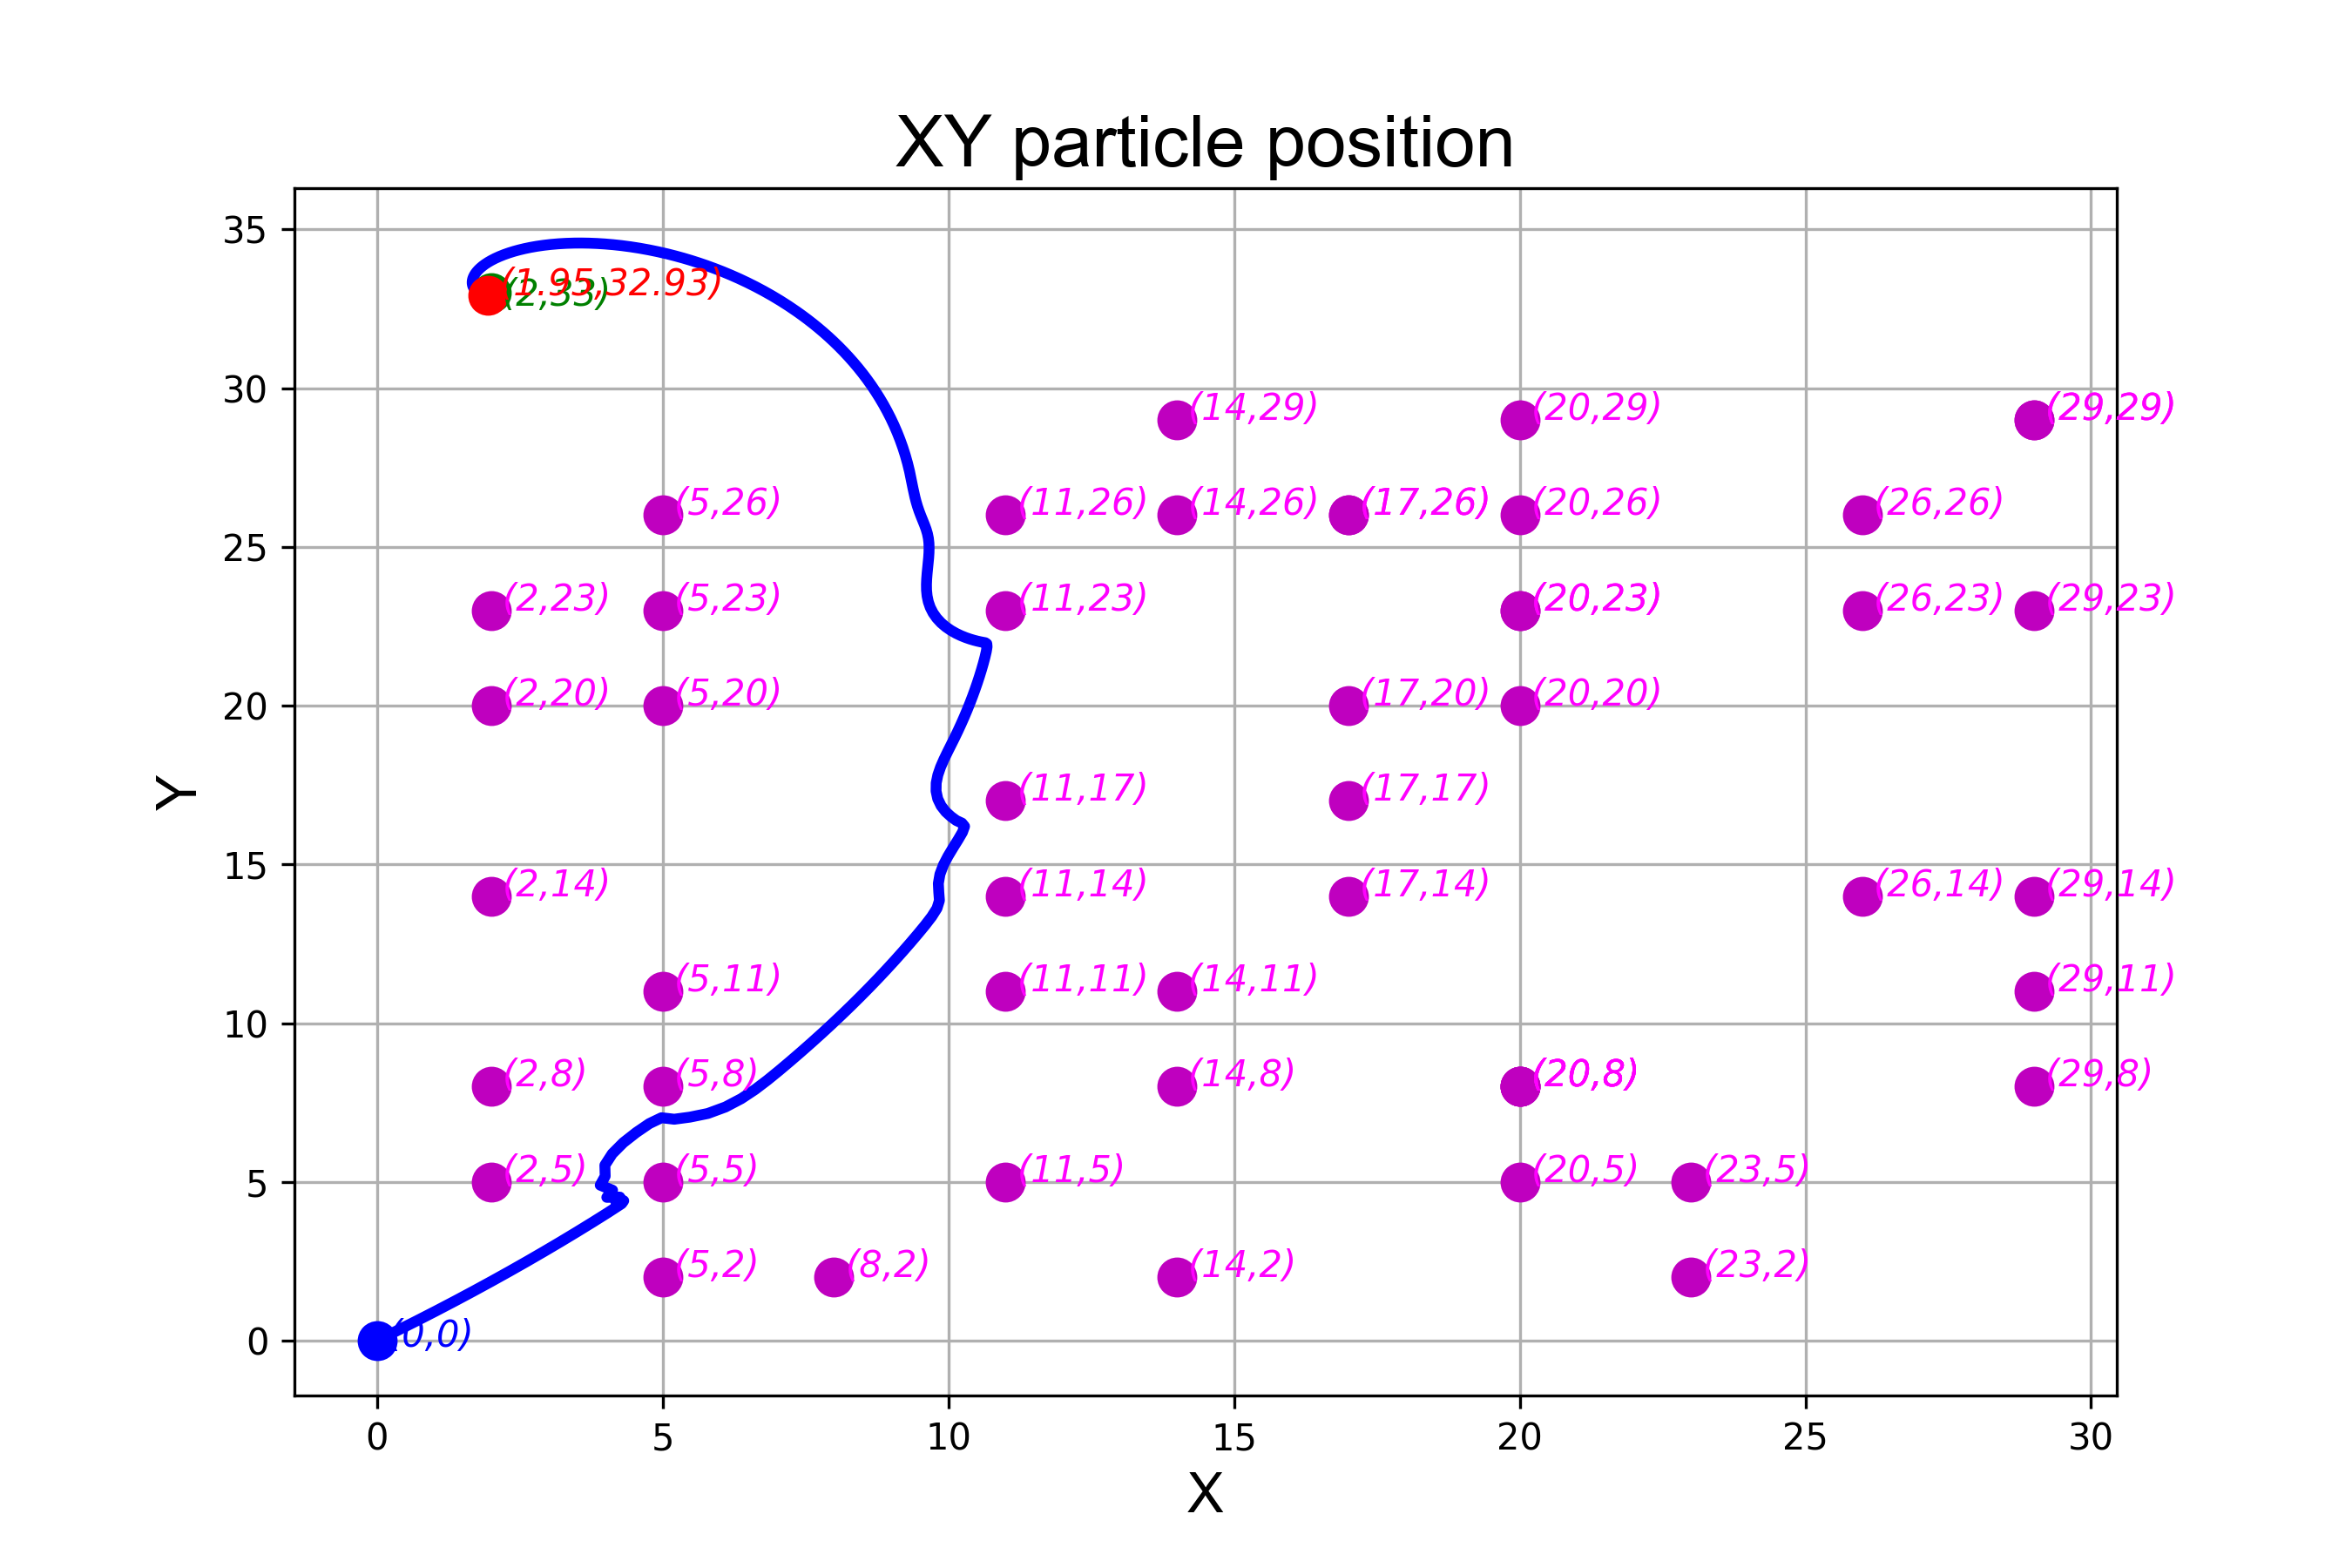 XY particle position
35
(1.95,32.93)
(2,33)
30
(14,29) (20,29) (29,29)
(5,26) (11,26) (14,26) (17,26) (20,26) (26,26)
25
(2,23) (5,23) (11,23) (20,23) (26,23) (29,23)
20
(2,20) (5,20) (17,20) (20,20)
Y
(11,17) (17,17)
15
(2,14) (11,14) (17,14) (26,14) (29,14)
(5,11) (11,11) (14,11) (29,11)
10
(2,8) (5,8) (14,8) (20,8) (29,8)
5
(2,5) (5,5) (11,5) (20,5) (23,5)
(5,2) (8,2) (14,2) (23,2)
0
(0,0)
0 5 10 15 20 25 30
X